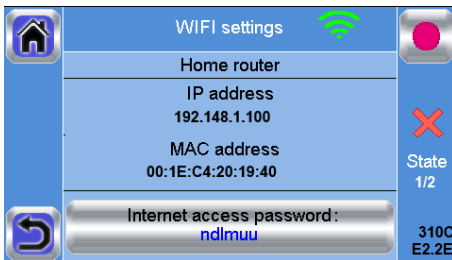 WIFI settings
Home router
IP address
192.148.1.100
MAC address
00:1E:C4:20:19:40
State
1/2
Internet access password:
ndlmuu
310C
E2.2E